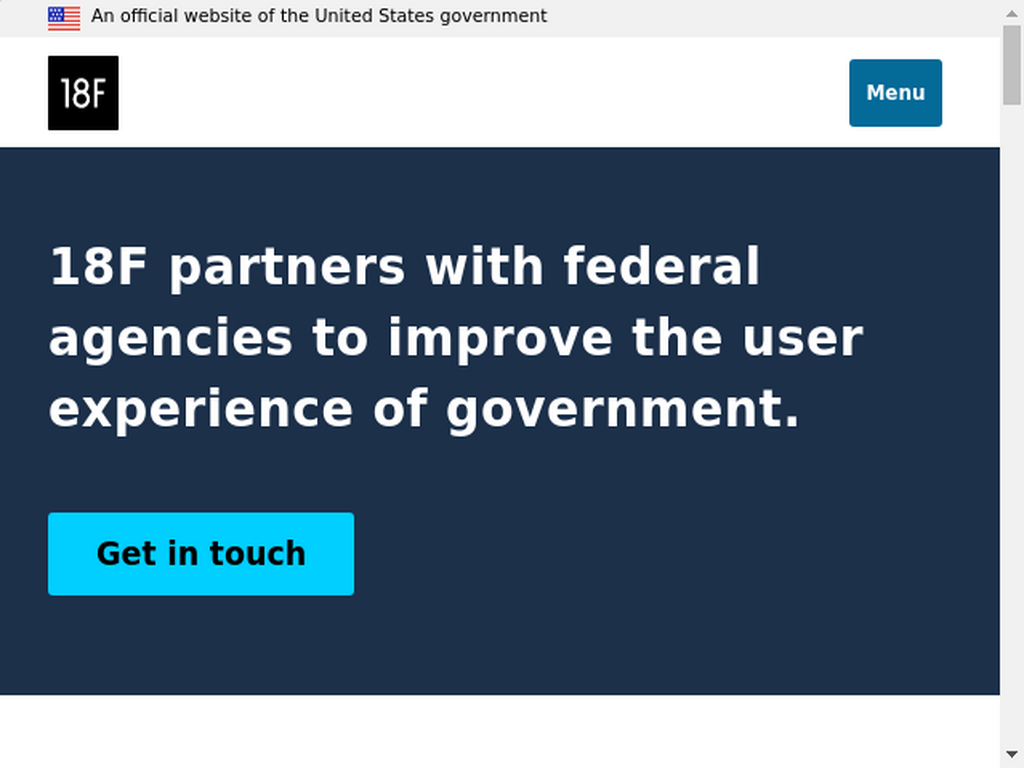 An official website of the United States government
18F
Menu
18F partners with federal
agencies to improve the user
experience of government.
Get in touch